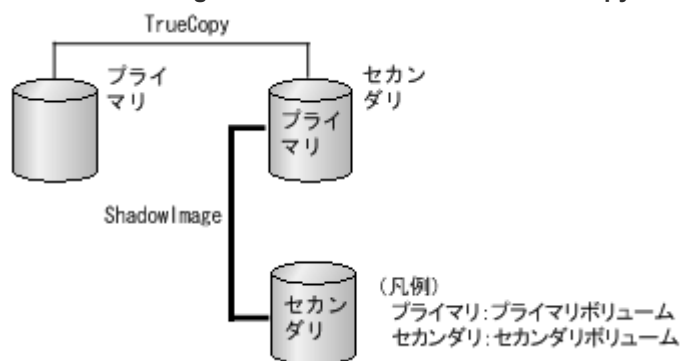 TrueCopy
プライ
マリ
セカン
ダリ
プライ
マリ
ShadowImage
セカン
ダリ
(凡例)
プライマリ:プライマリボリューム
セカンダリ:セカンダリボリューム